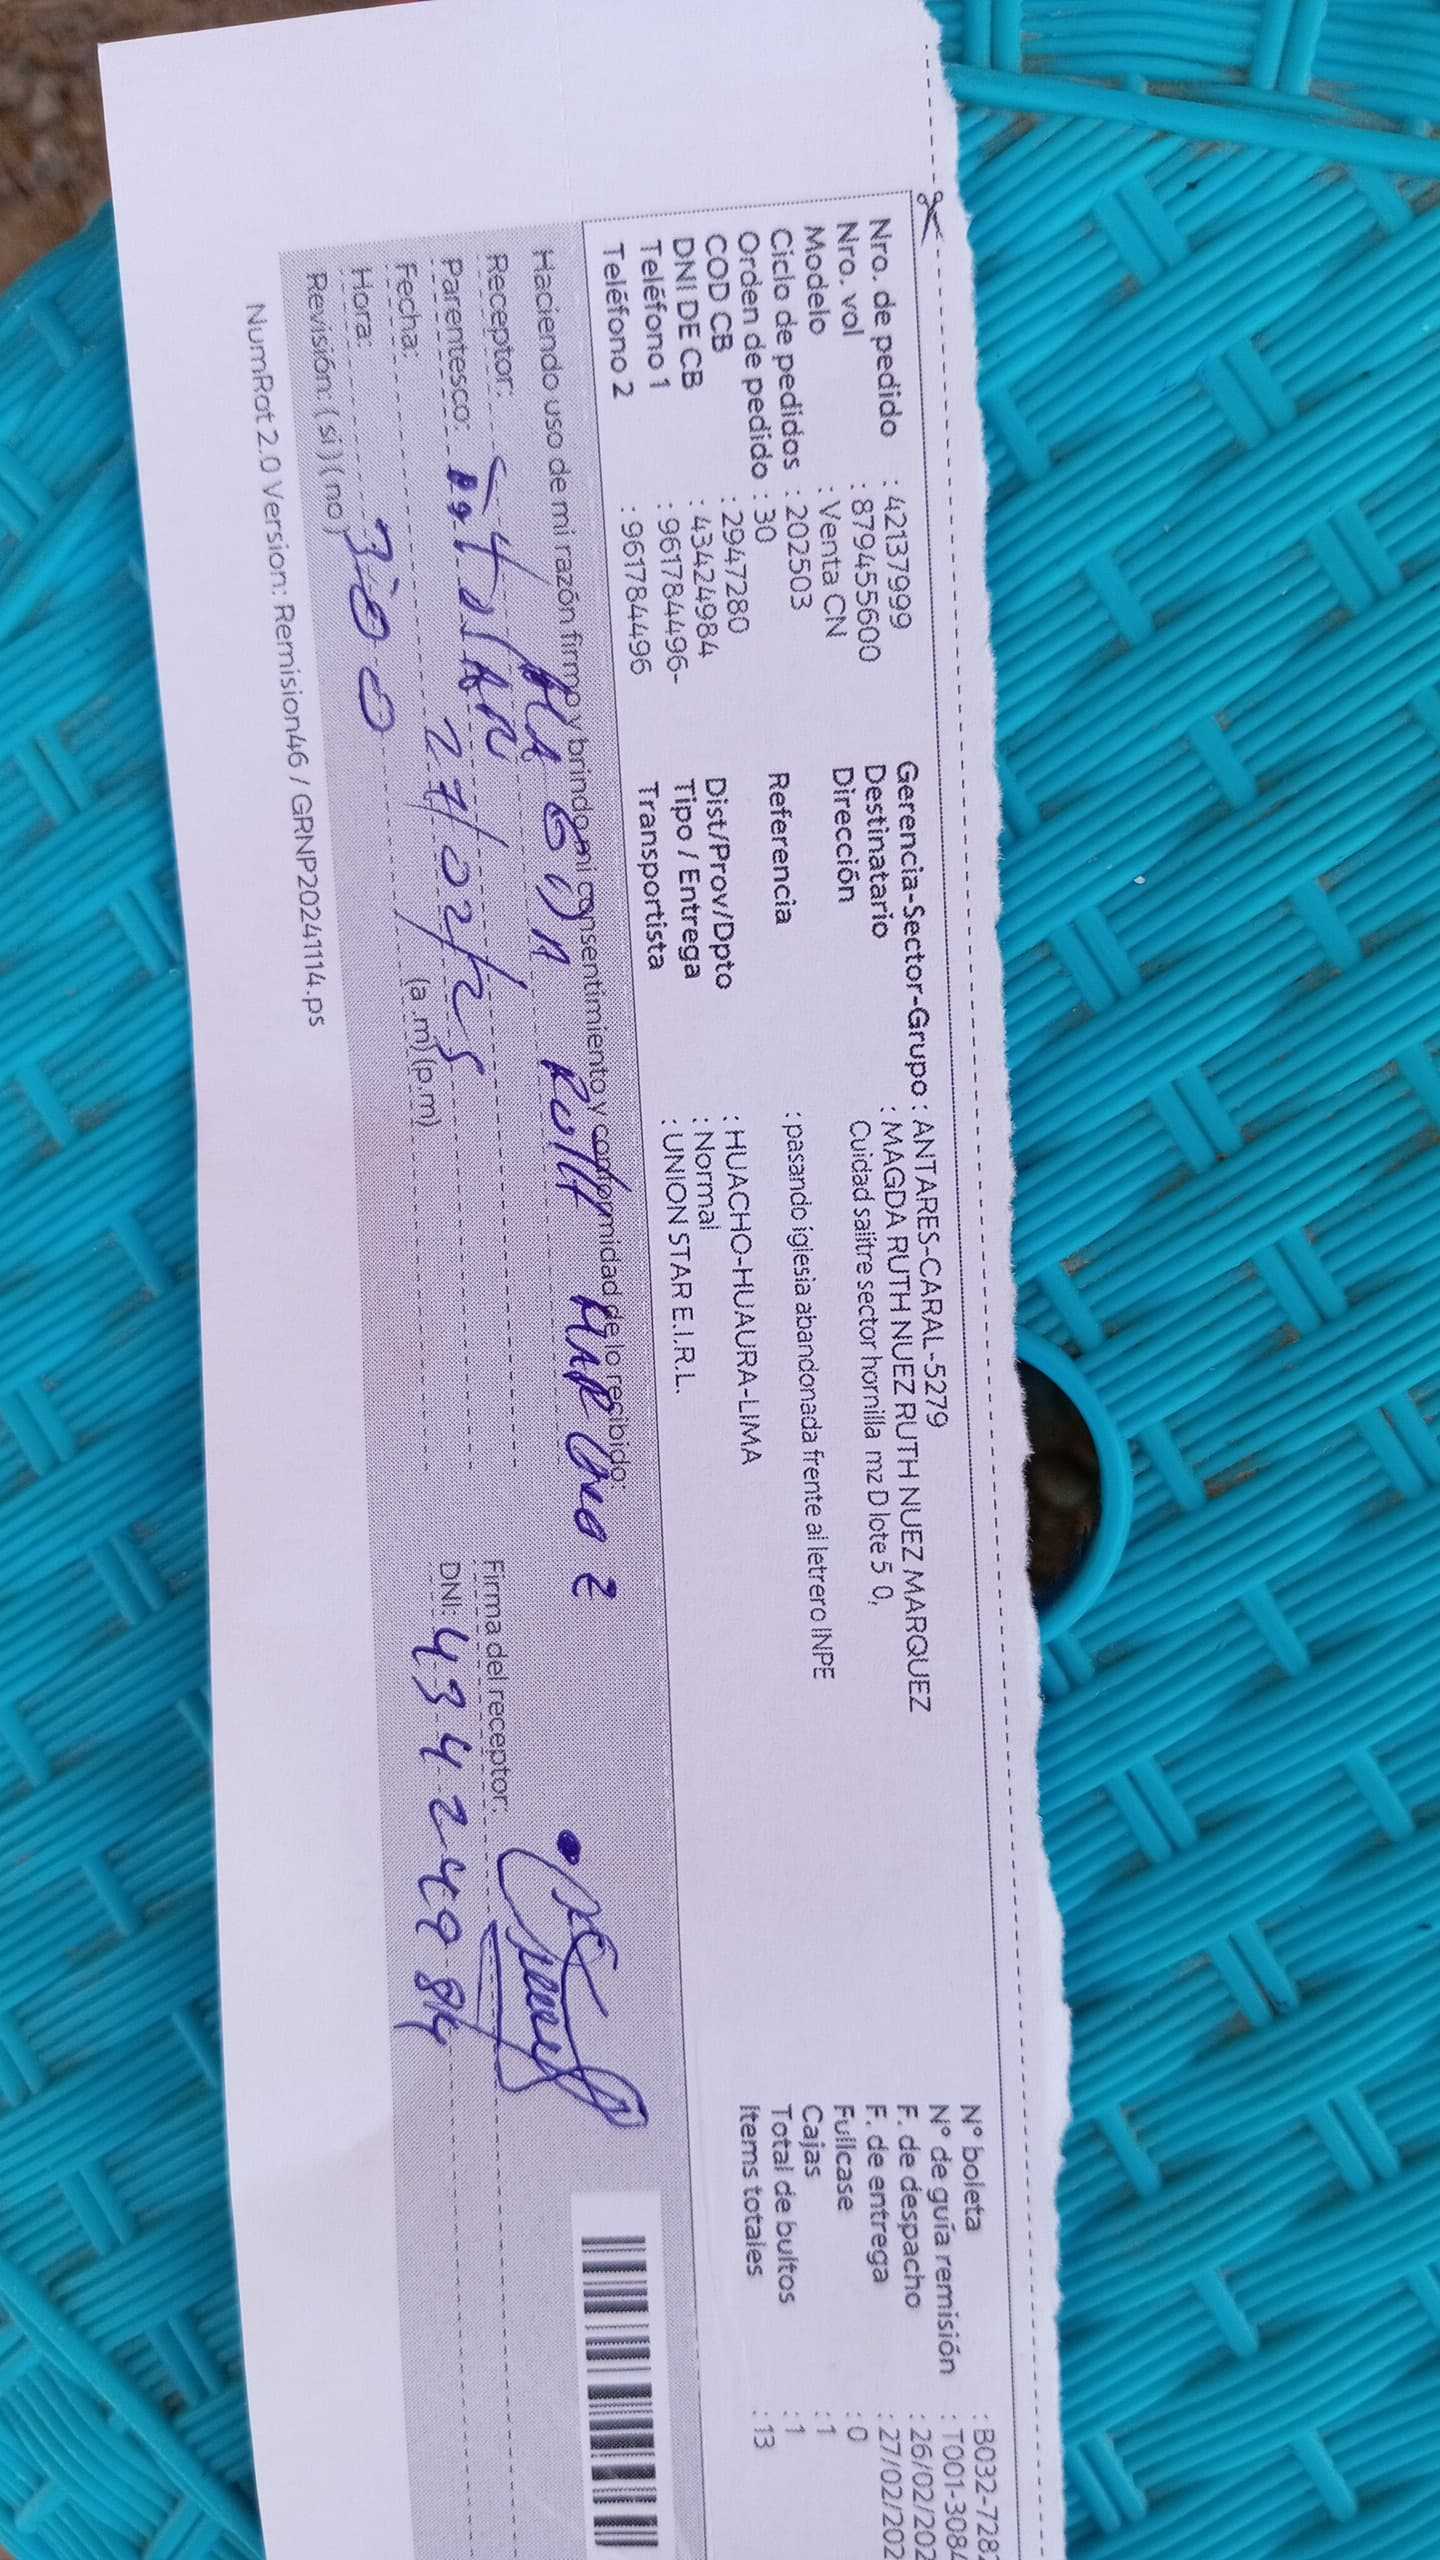 Nro. de pedido : 42137999
Nro. vol : 879455600
Modelo : Venta CN
Ciclo de pedidos : 202503
Orden de pedido : 30
COD CB : 2947280
DNI DE CB : 43424984
Teléfono 1 : 961784496-
Teléfono 2 : 961784496
Gerencia-Sector-Grupo : ANTARES-CARAL-5279
Destinatario : MAGDA RUTH NUEZ RUTH NUEZ MARQUEZ
Dirección Cuidad salitre sector hornilla mz D lote 5 0,
Referencia : pasando iglesia abandonada frente al letrero INPE
Dist/Prov/Dpto : HUACHO-HUAURA-LIMA
Tipo / Entrega : Normal
Transportista : UNION STAR E.I.R.L.
N° boleta : B032-728
N° de guía remisión : T001-3084
F. de despacho : 26/02/202
F. de entrega : 27/02/202
Fullcase : 0
Cajas : 1
Total de bultos : 1
Items totales : 13
Haciendo uso de mi razón firmo y brindo mi consentimiento y conformidad de lo recibido:
Receptor: Ruth
Parentesco: titular
Fecha: 27/02/25
Hora: 3:00 (a.m) (p.m)
Revisión: (si) (no)
Firma del receptor:
DNI: 43424984
NumRot 2.0 Version: Remision46 / GRNP20241114.ps